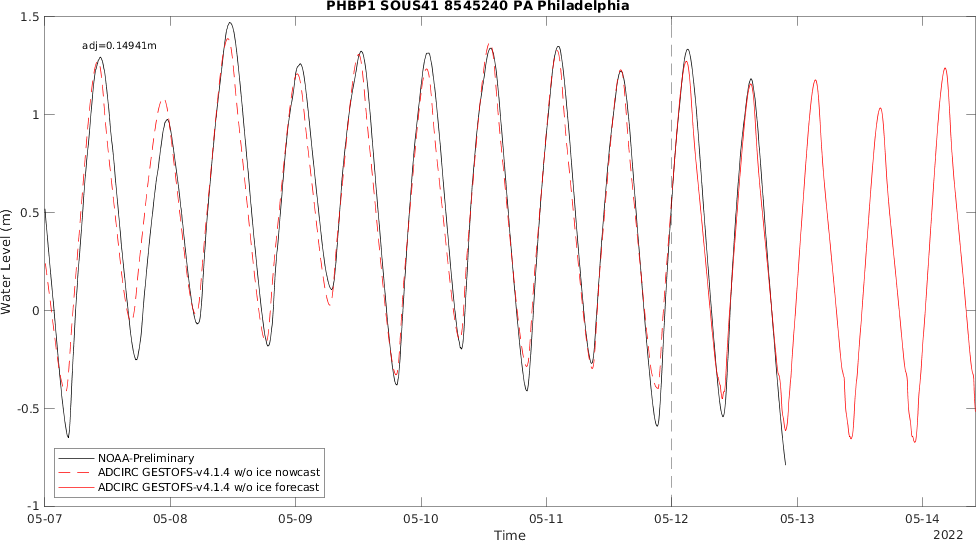 PHBP1 SOUS41 8545240 PA Philadelphia
adj=0.14941m
1.5
1
0.5
0
-0.5
-1
Water Level (m)
NOAA-Preliminary
ADCIRC GESTOFS-v4.1.4 w/o ice nowcast
ADCIRC GESTOFS-v4.1.4 w/o ice forecast
05-07 05-08 05-09 05-10 05-11 05-12 05-13 05-14
Time
2022